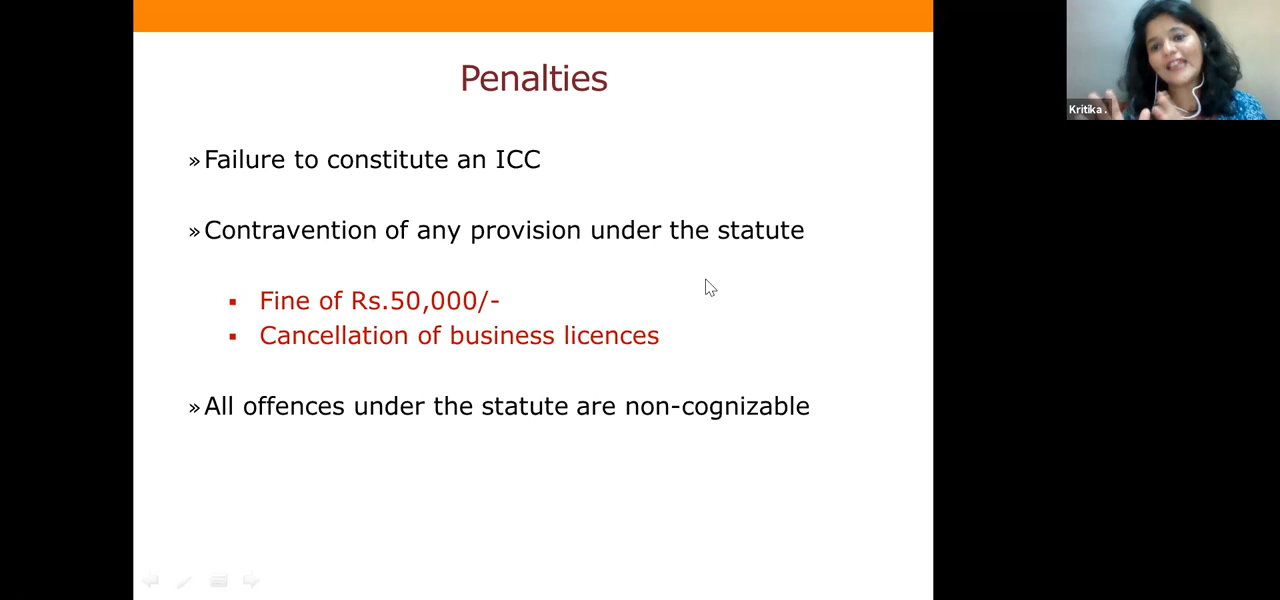 Penalties
» Failure to constitute an ICC
» Contravention of any provision under the statute
▪ Fine of Rs.50,000/-
▪ Cancellation of business licences
» All offences under the statute are non-cognizable
Kritika .